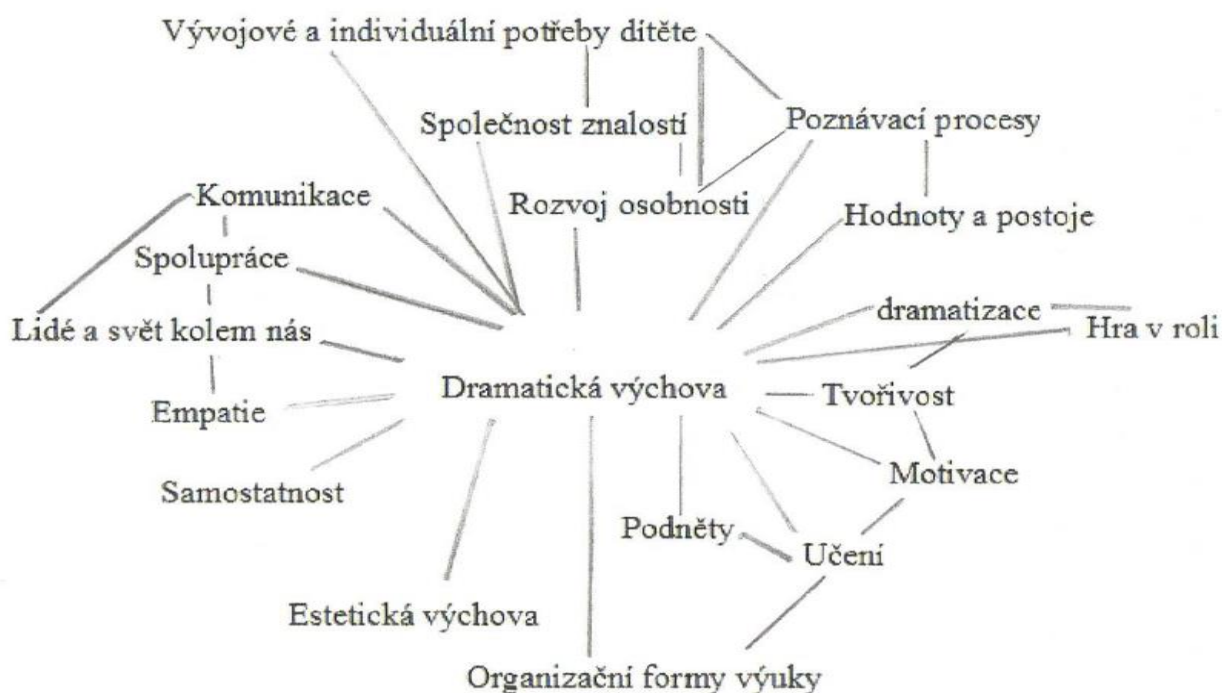 Vývojové a individuální potřeby dítěte
Společnost znalostí
Poznávací procesy
Komunikace
Rozvoj osobnosti
Hodnoty a postoje
Spolupráce
dramatizace
Lidé a svět kolem nás
Hra v roli
Dramatická výchova
Tvořivost
Empatie
Motivace
Samostatnost
Podněty
Učení
Estetická výchova
Organizační formy výuky